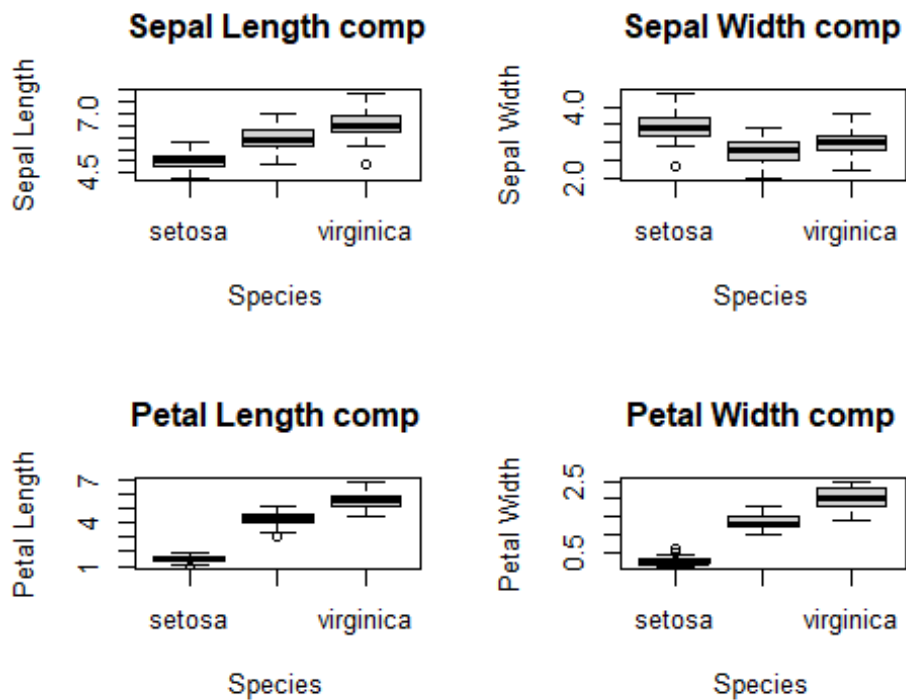 Sepal Length comp
Sepal Length
7.0
4.5
setosa virginica
Species
Sepal Width comp
Sepal Width
4.0
2.0
setosa virginica
Species
Petal Length comp
Petal Length
7
4
1
setosa virginica
Species
Petal Width comp
Petal Width
2.5
0.5
setosa virginica
Species